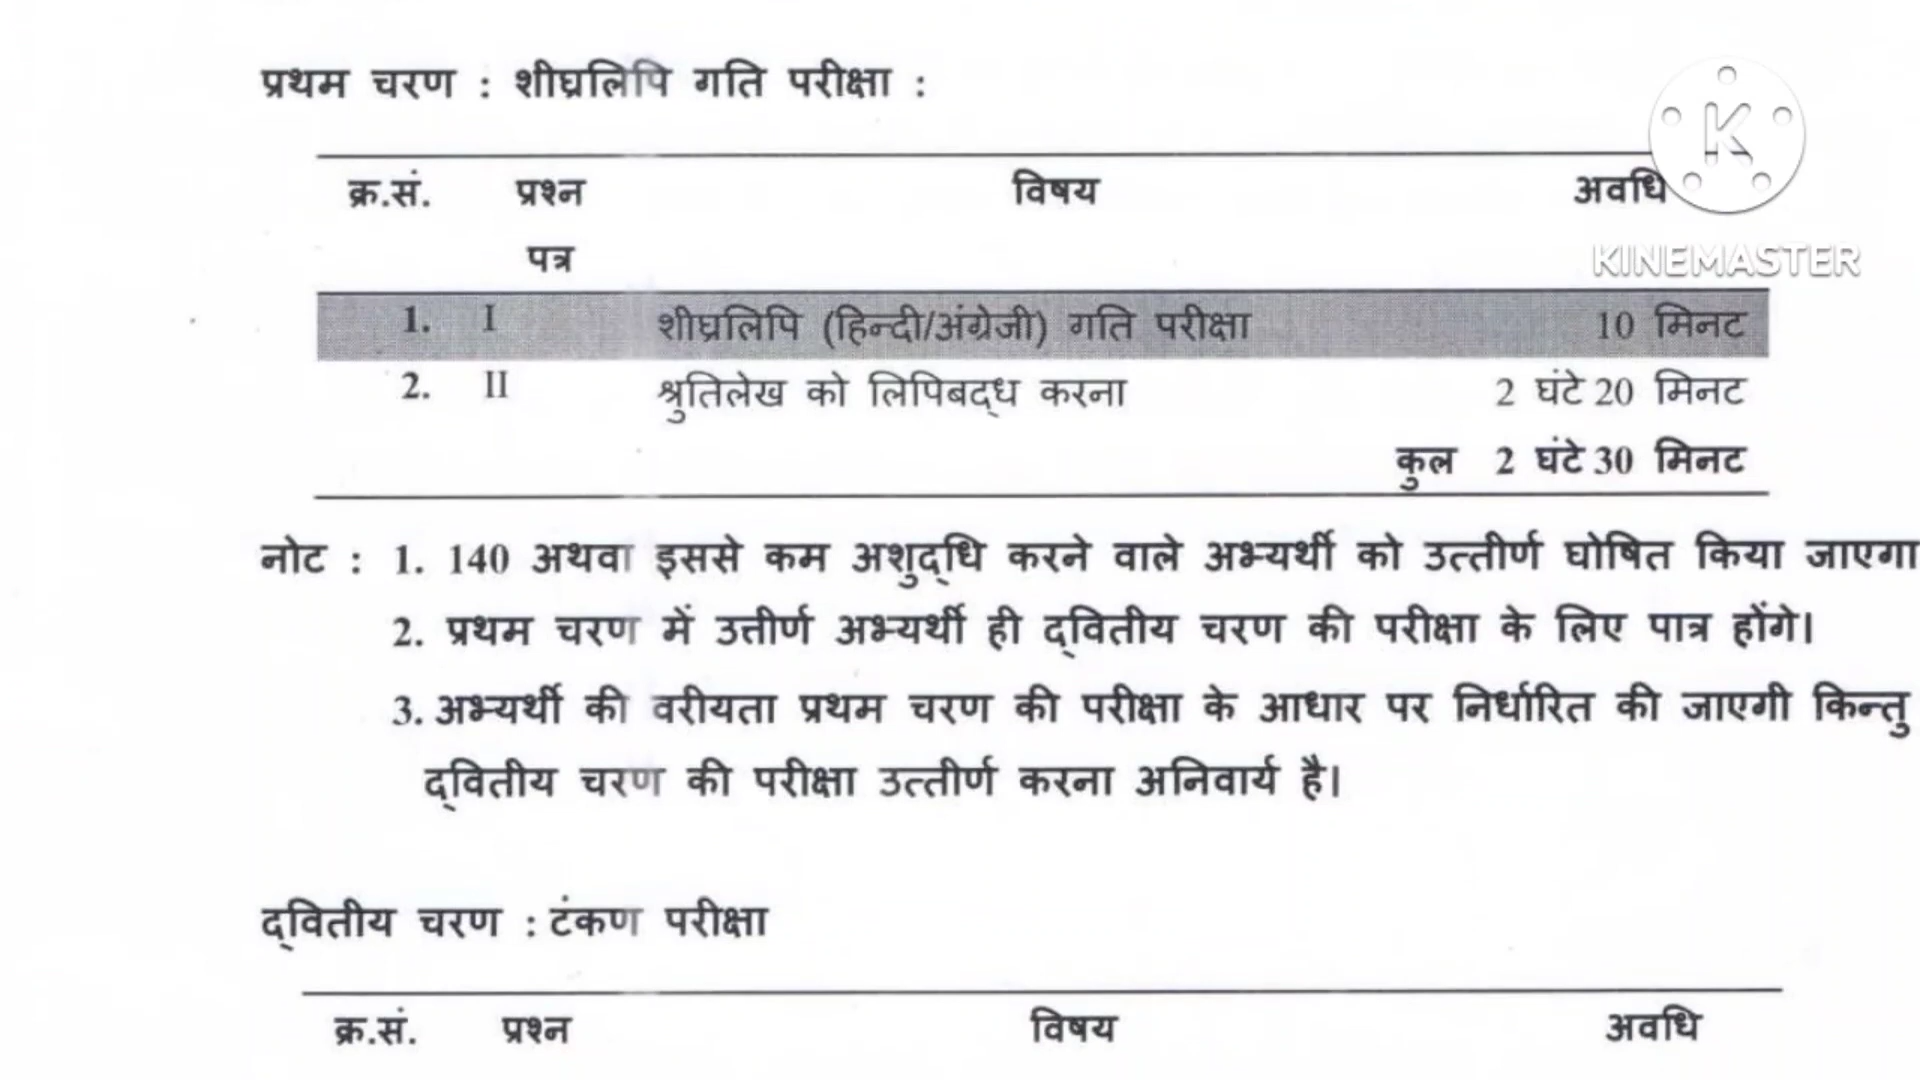 प्रथम चरण : शीघ्रलिपि गति परीक्षा :
क्र.सं. प्रश्न विषय अवधि
पत्र
1. I शीघ्रलिपि (हिन्दी/अंग्रेजी) गति परीक्षा 10 मिनट
2. II श्रुतिलेख को लिपिबद्ध करना 2 घंटे 20 मिनट
कुल 2 घंटे 30 मिनट
नोट : 1. 140 अथवा इससे कम अशुद्धि करने वाले अभ्यर्थी को उत्तीर्ण घोषित किया जाएगा
2. प्रथम चरण में उत्तीर्ण अभ्यर्थी ही द्वितीय चरण की परीक्षा के लिए पात्र होंगे।
3. अभ्यर्थी की वरीयता प्रथम चरण की परीक्षा के आधार पर निर्धारित की जाएगी किन्तु
द्वितीय चरण की परीक्षा उत्तीर्ण करना अनिवार्य है।
द्वितीय चरण : टंकण परीक्षा
क्र.सं. प्रश्न विषय अवधि
K
KINEMASTER